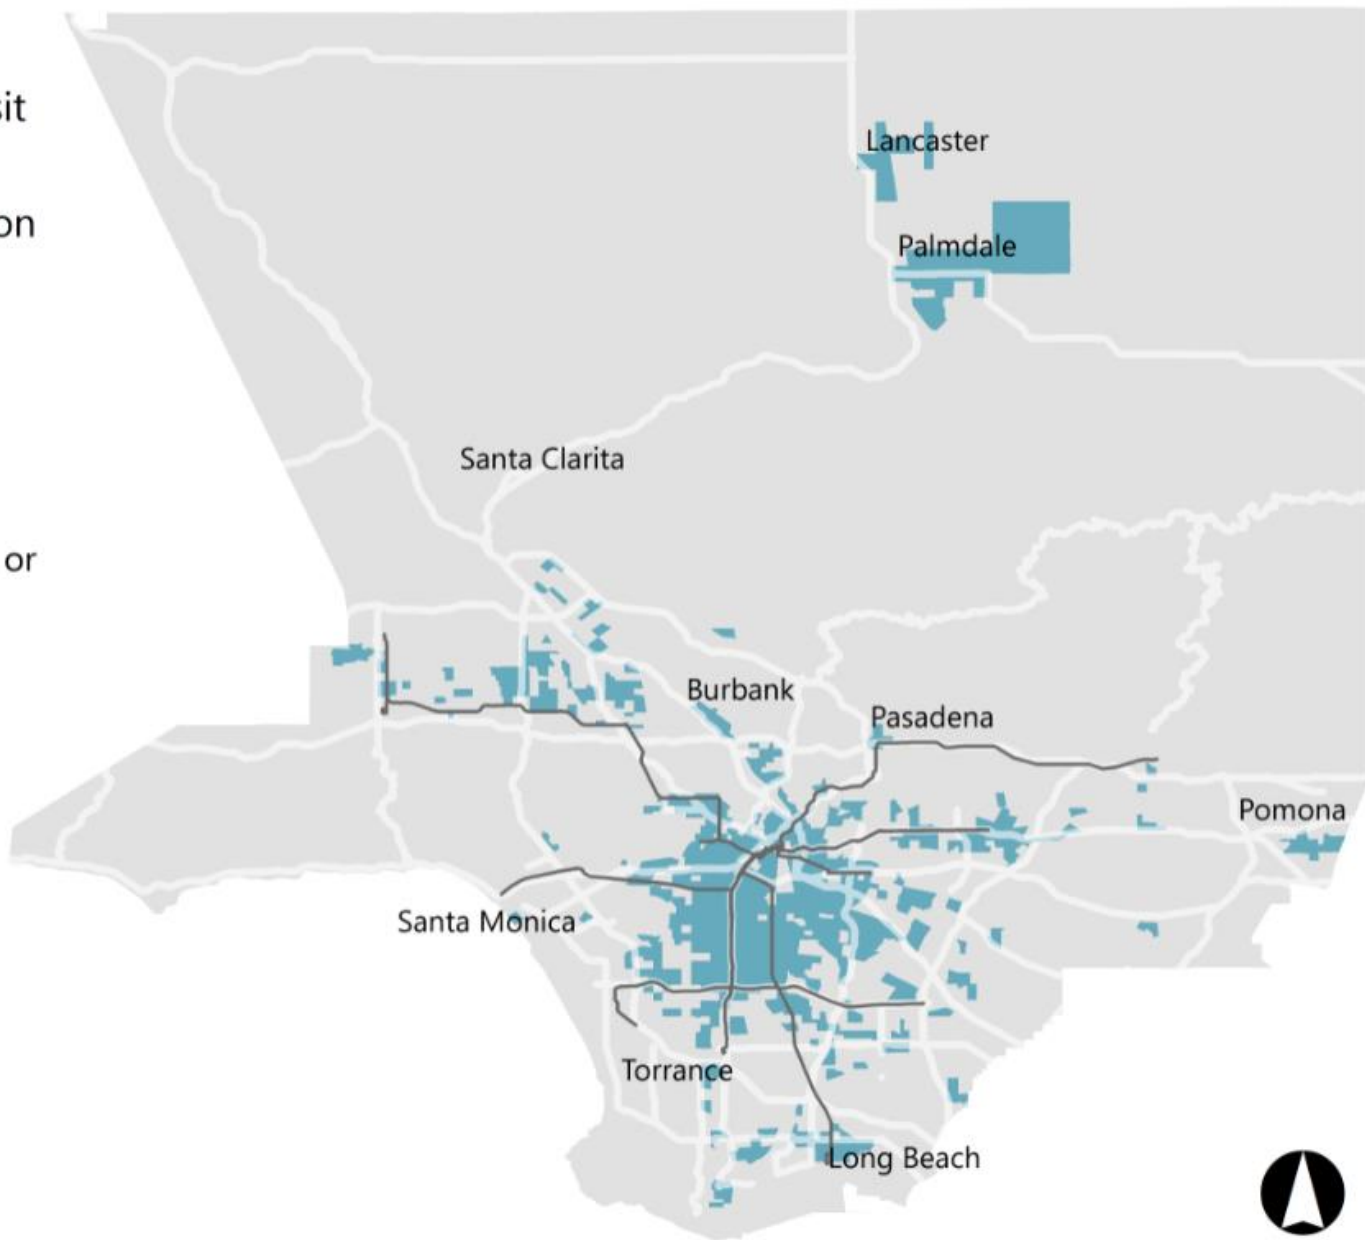 sit
on
or
Lancaster
Palmdale
Santa Clarita
Burbank
Pasadena
Pomona
Santa Monica
Torrance
Long Beach